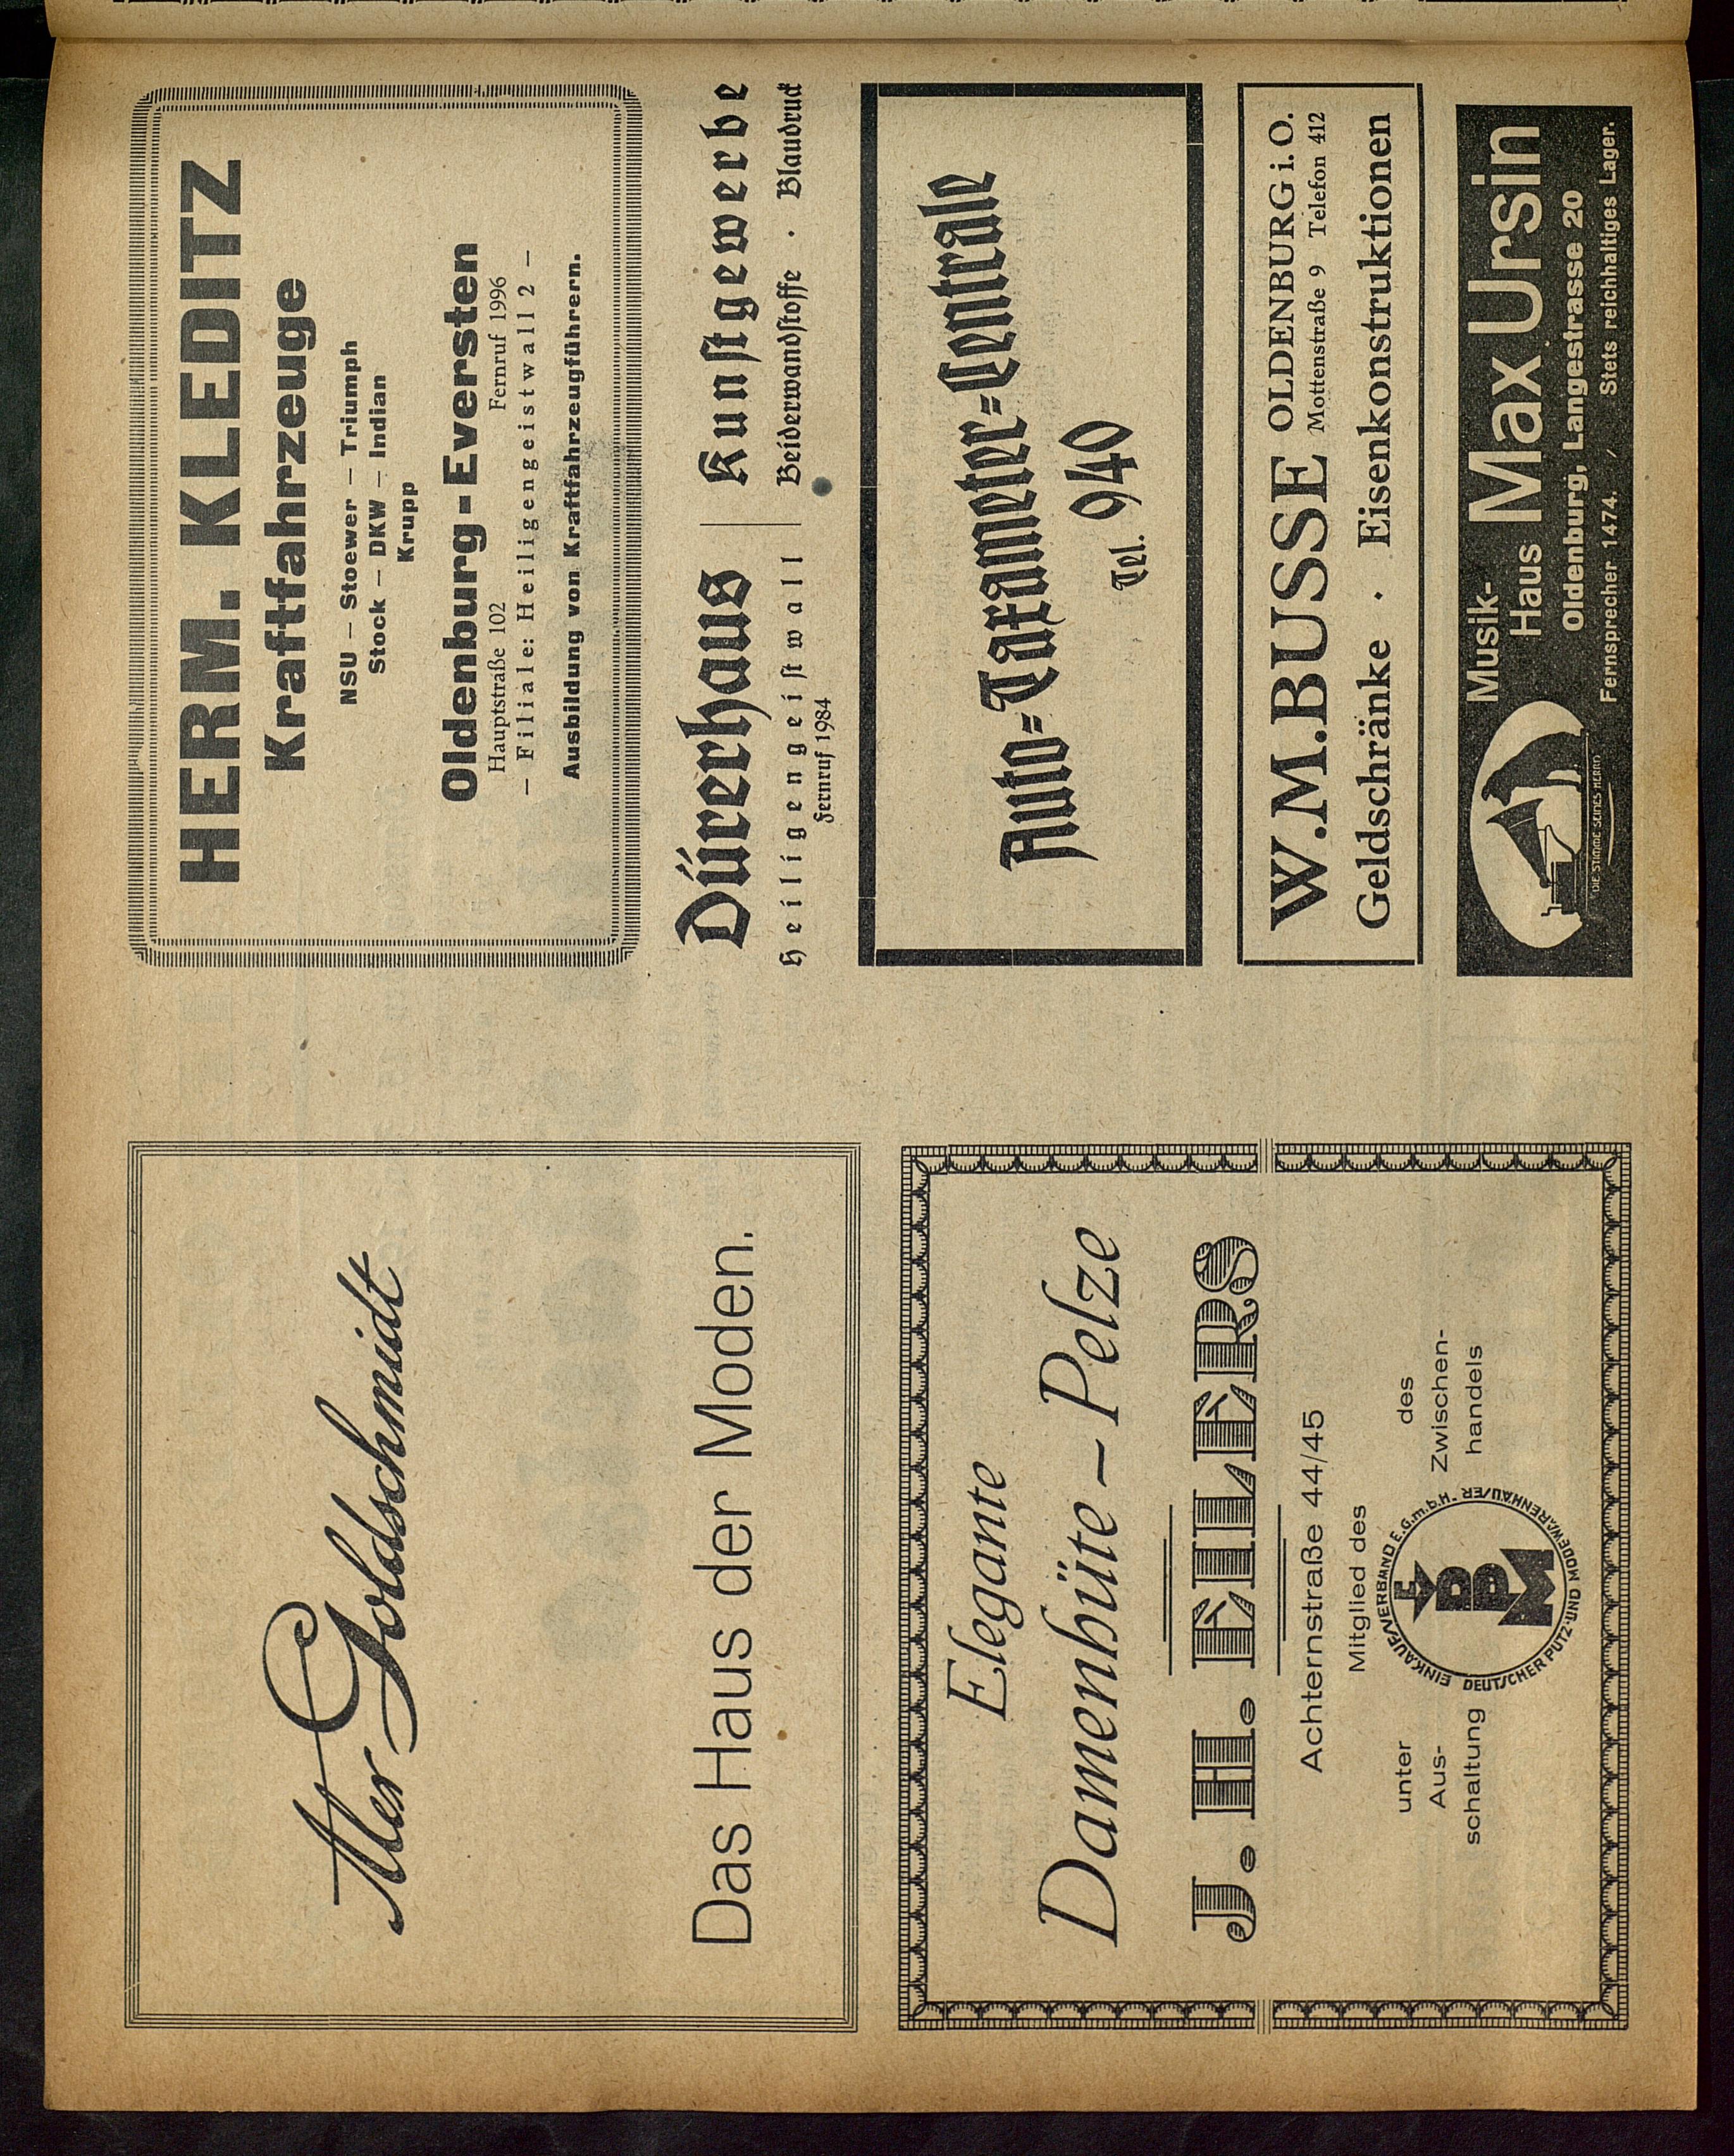 Alex Goldschmidt
Das Haus der Moden.
Elegante
Damenhüte – Pelze
J. H. EILERS
Achternstraße 44/45
Mitglied des
EINKAUFSVERBAND E.G.m.b.H.
DEUTSCHER PUTZ-UND MODEWARENHÄUSER
E
V
D
P
M
unter
Aus-
schaltung
des
Zwischen-
handels
HERM. KLEDITZ
Kraftfahrzeuge
NSU – Stoewer – Triumph
Stock – DKW – Indian
Krupp
Oldenburg-Eversten
Hauptstraße 102 Fernruf 1996
– Filiale: Heiligengeistwall 2 –
Ausbildung von Kraftfahrzeugführern.
Dürerhaus
Heiligengeistwall
Fernruf 1984
Kunstgewerbe
Beiderwandstoffe · Blaudruck
Auto-Taxameter-Centrale
Tel. 940
W.M.BUSSE OLDENBURG i. O.
Mottenstraße 9 Telefon 412
Geldschränke · Eisenkonstruktionen
DIE STIMME SEINES HERRN
Musik-
Haus Max Ursin
Oldenburg, Langestrasse 20
Fernsprecher 1474. / Stets reichhaltiges Lager.